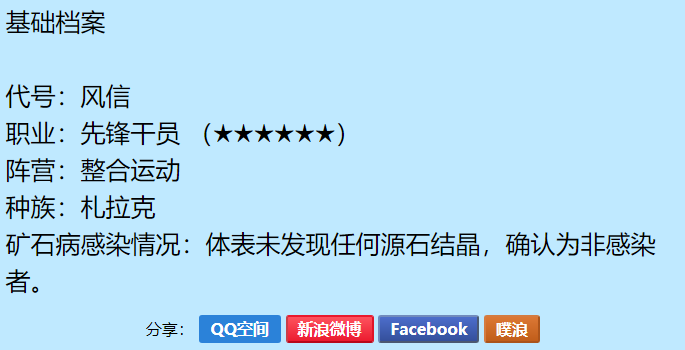 基础档案
代号：风信
职业：先锋干员 （★★★★★★）
阵营：整合运动
种族：札拉克
矿石病感染情况：体表未发现任何源石结晶，确认为非感染
者。
分享： QQ空间 新浪微博 Facebook 噗浪